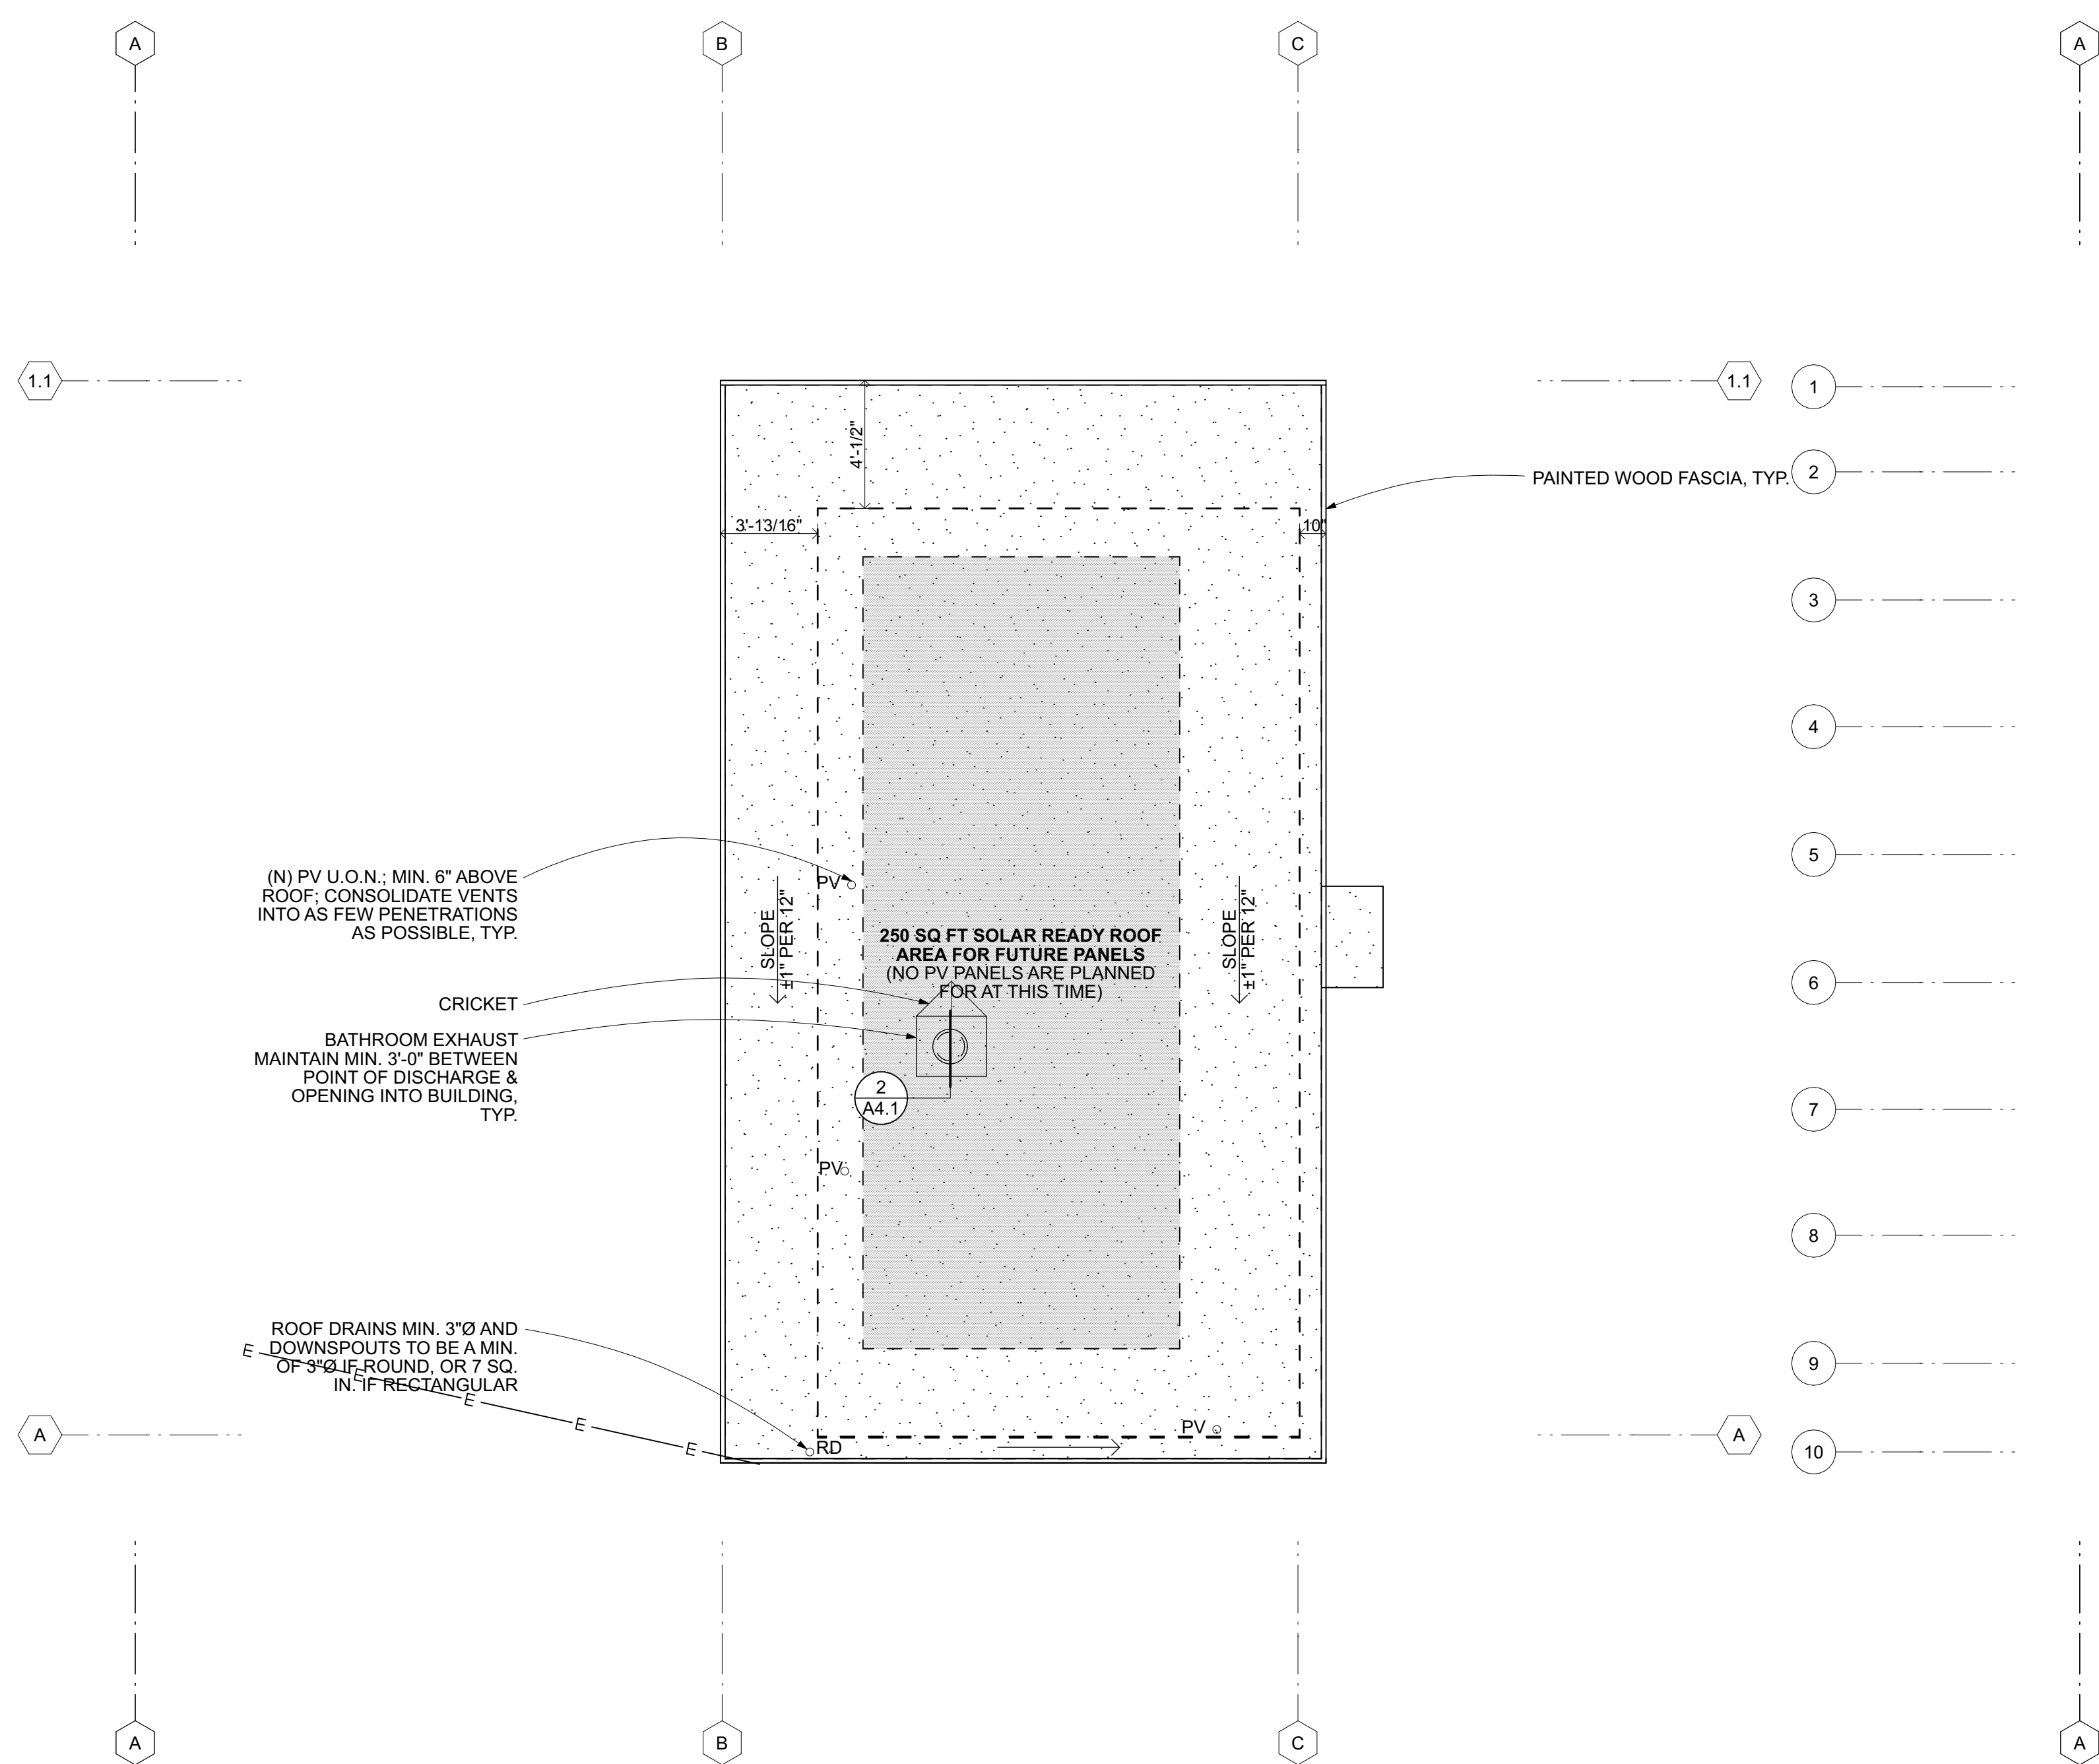 A
B
C
A
1.1
1.1
1
4'-1/2"
2
PAINTED WOOD FASCIA, TYP.
3'-13/16"
10"
3
4
5
(N) PV U.O.N.; MIN. 6" ABOVE
ROOF; CONSOLIDATE VENTS
INTO AS FEW PENETRATIONS
AS POSSIBLE, TYP.
PV
SLOPE
±1" PER 12"
250 SQ FT SOLAR READY ROOF
AREA FOR FUTURE PANELS
(NO PV PANELS ARE PLANNED
FOR AT THIS TIME)
SLOPE
±1" PER 12"
6
CRICKET
BATHROOM EXHAUST
MAINTAIN MIN. 3'-0" BETWEEN
POINT OF DISCHARGE &
OPENING INTO BUILDING,
TYP.
2
A4.1
7
PV
8
ROOF DRAINS MIN. 3"Ø AND
DOWNSPOUTS TO BE A MIN.
OF 3"Ø IF ROUND, OR 7 SQ.
IN. IF RECTANGULAR
9
E
E
E
E
E
A
PV
RD
A
10
A
B
C
A